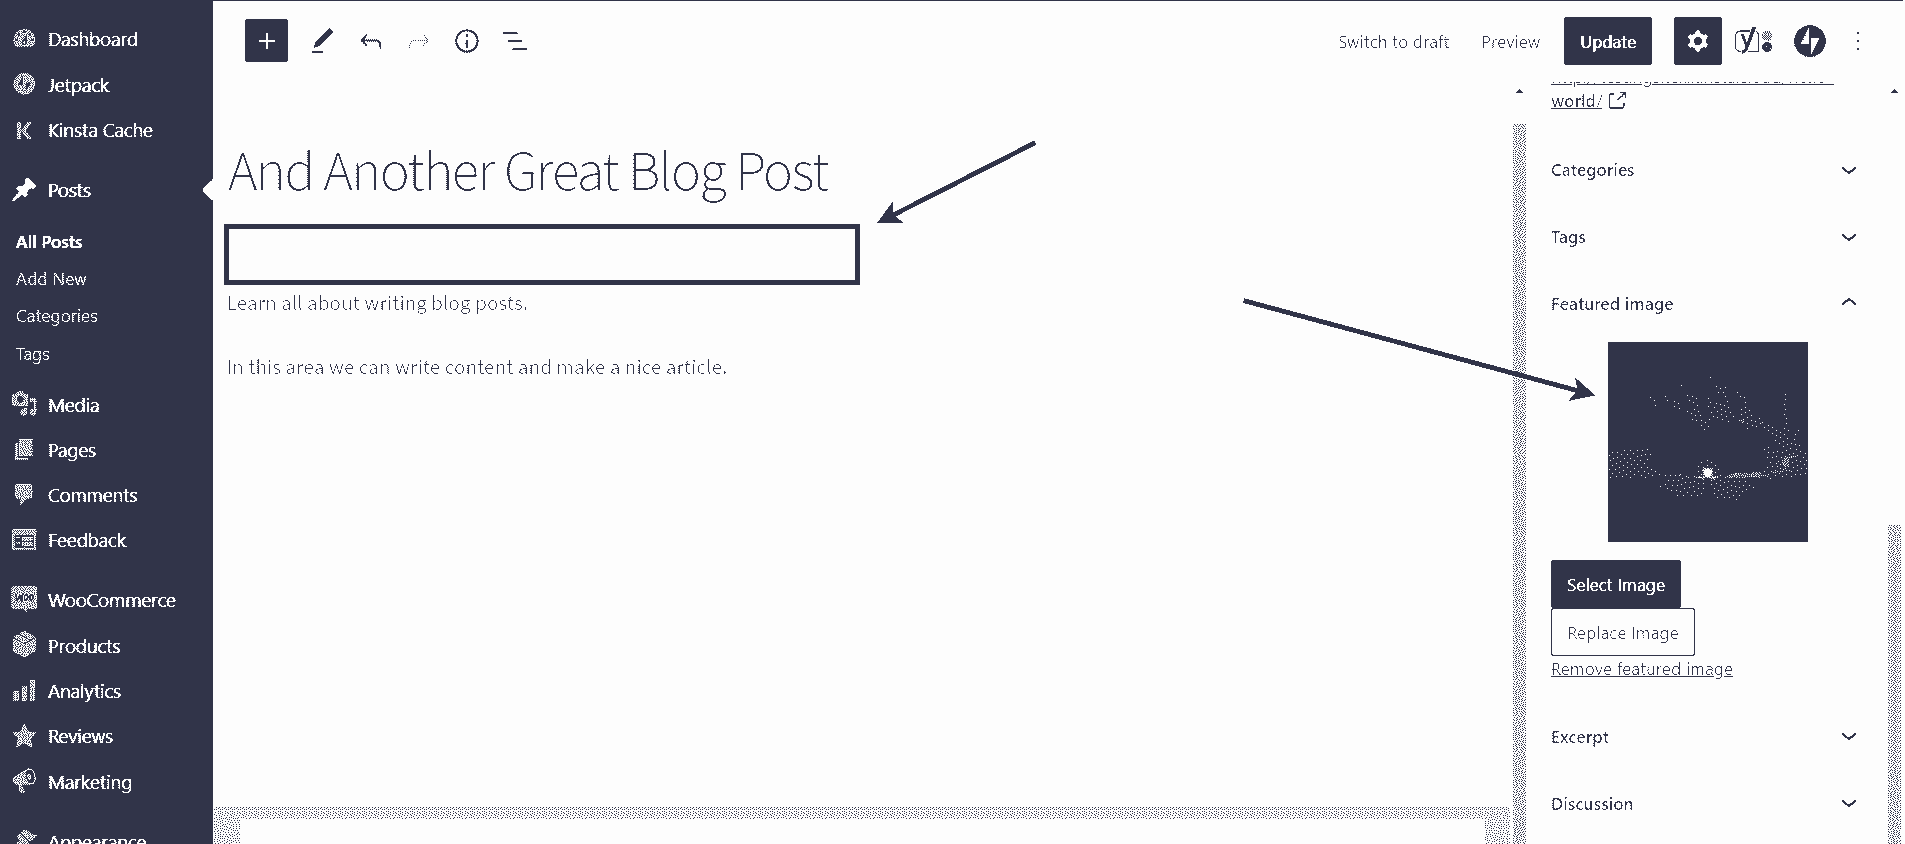 Dashboard
Jetpack
Kinsta Cache
Posts
All Posts
Add New
Categories
Tags
Media
Pages
Comments
Feedback
WooCommerce
Products
Analytics
Reviews
Marketing
Appearance
Switch to draft
Preview
Update
And Another Great Blog Post
Learn all about writing blog posts.
In this area we can write content and make a nice article.
world/
Categories
Tags
Featured image
Select Image
Replace Image
Remove featured image
Excerpt
Discussion